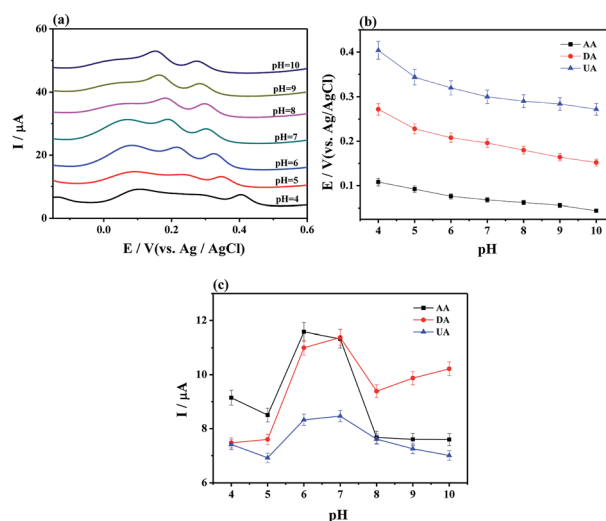 (a)
60
40
20
0
I / μA
pH=10
pH=9
pH=8
pH=7
pH=6
pH=5
pH=4
0.0 0.2 0.4 0.6
E / V(vs. Ag / AgCl)
(b)
0.4
0.3
0.2
0.1
E / V(vs. Ag/AgCl)
AA
DA
UA
4 5 6 7 8 9 10
pH
(c)
12
10
8
6
I / μA
AA
DA
UA
4 5 6 7 8 9 10
pH